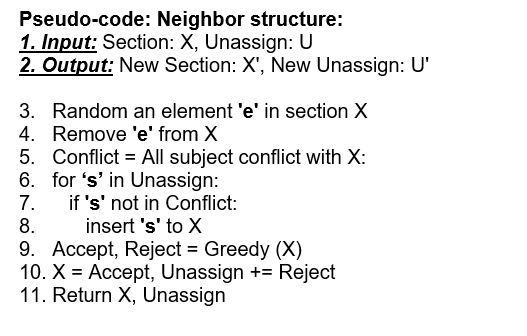 Pseudo-code: Neighbor structure:
1. Input: Section: X, Unassign: U
2. Output: New Section: X', New Unassign: U'
3. Random an element 'e' in section X
4. Remove 'e' from X
5. Conflict = All subject conflict with X:
6. for ‘s’ in Unassign:
7. if 's' not in Conflict:
8. insert 's' to X
9. Accept, Reject = Greedy (X)
10. X = Accept, Unassign += Reject
11. Return X, Unassign